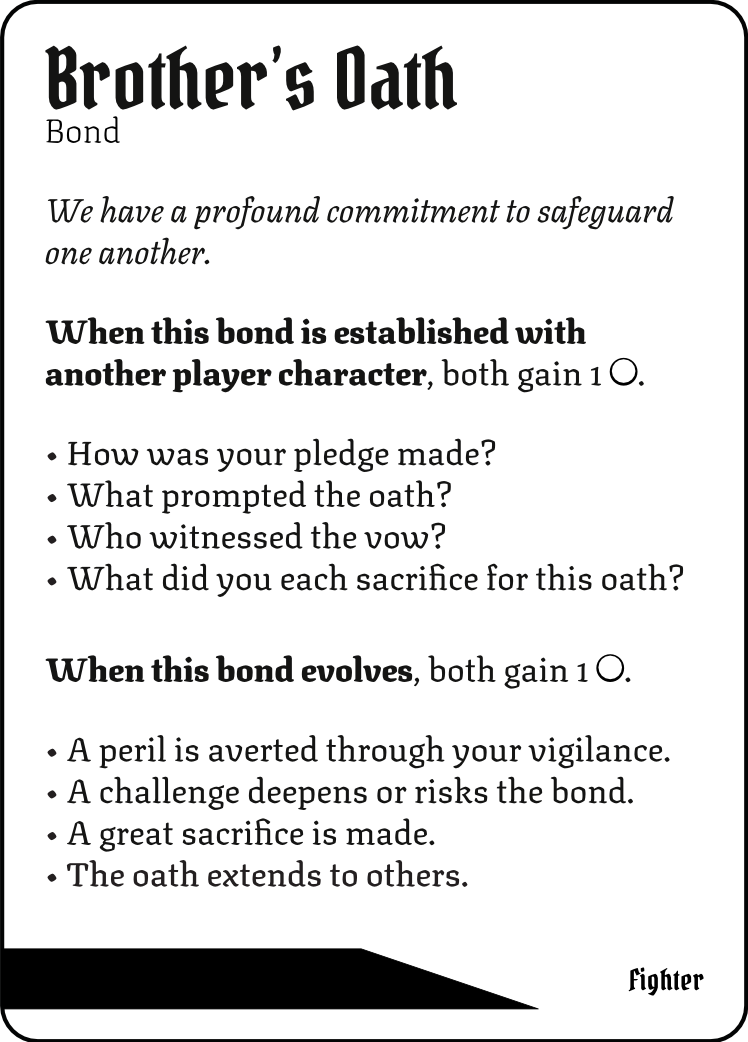 Brother's Oath
Bond
We have a profound commitment to safeguard
one another.
When this bond is established with
another player character, both gain 1 ○.
• How was your pledge made?
• What prompted the oath?
• Who witnessed the vow?
• What did you each sacrifice for this oath?
When this bond evolves, both gain 1 ○.
• A peril is averted through your vigilance.
• A challenge deepens or risks the bond.
• A great sacrifice is made.
• The oath extends to others.
Fighter